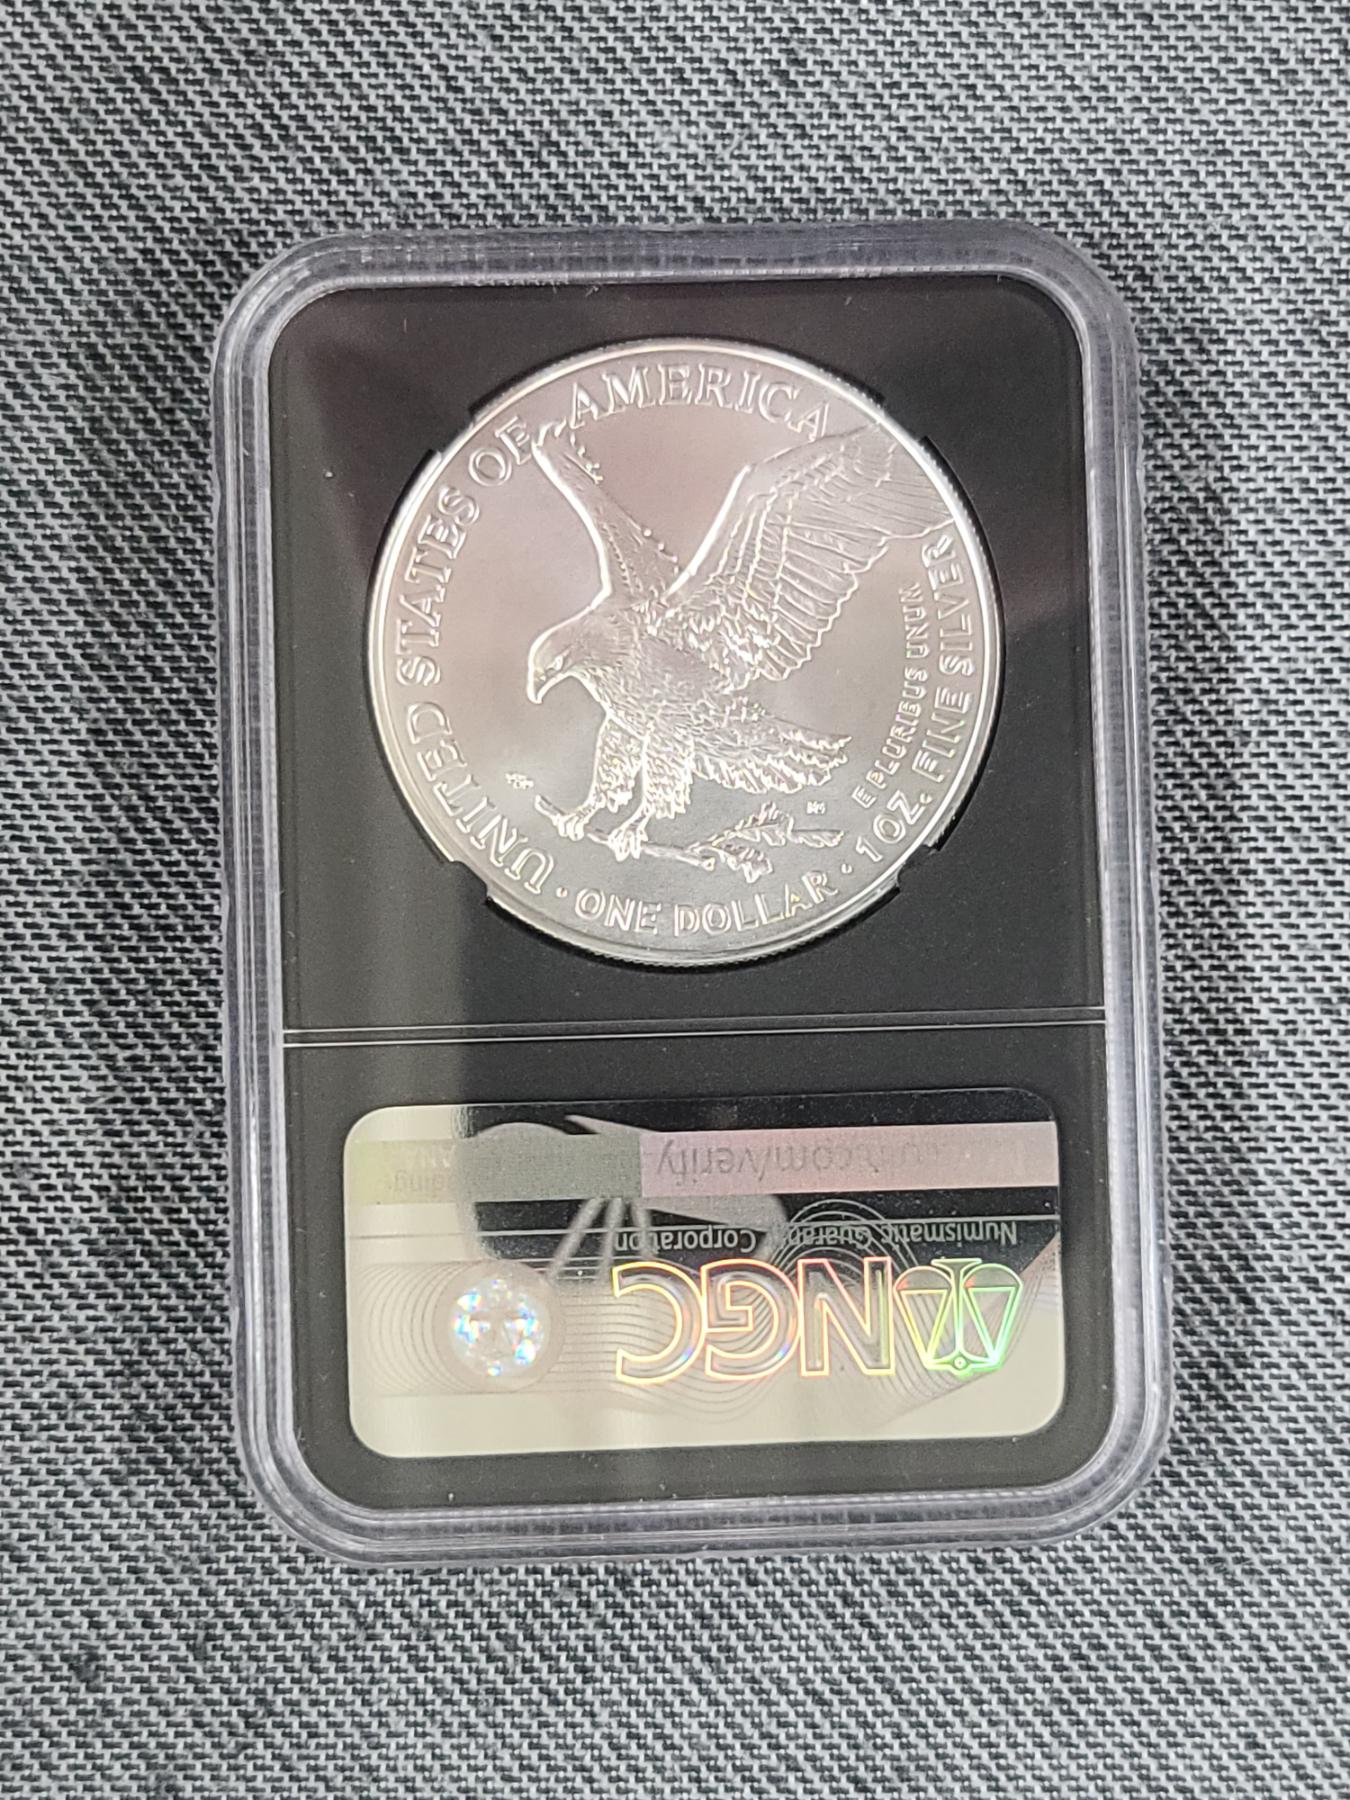 UNITED STATES OF AMERICA
E PLURIBUS UNUM
1 OZ. FINE SILVER
· ONE DOLLAR ·
.com/verify
Numismatic Guaranty Corporation
NGC